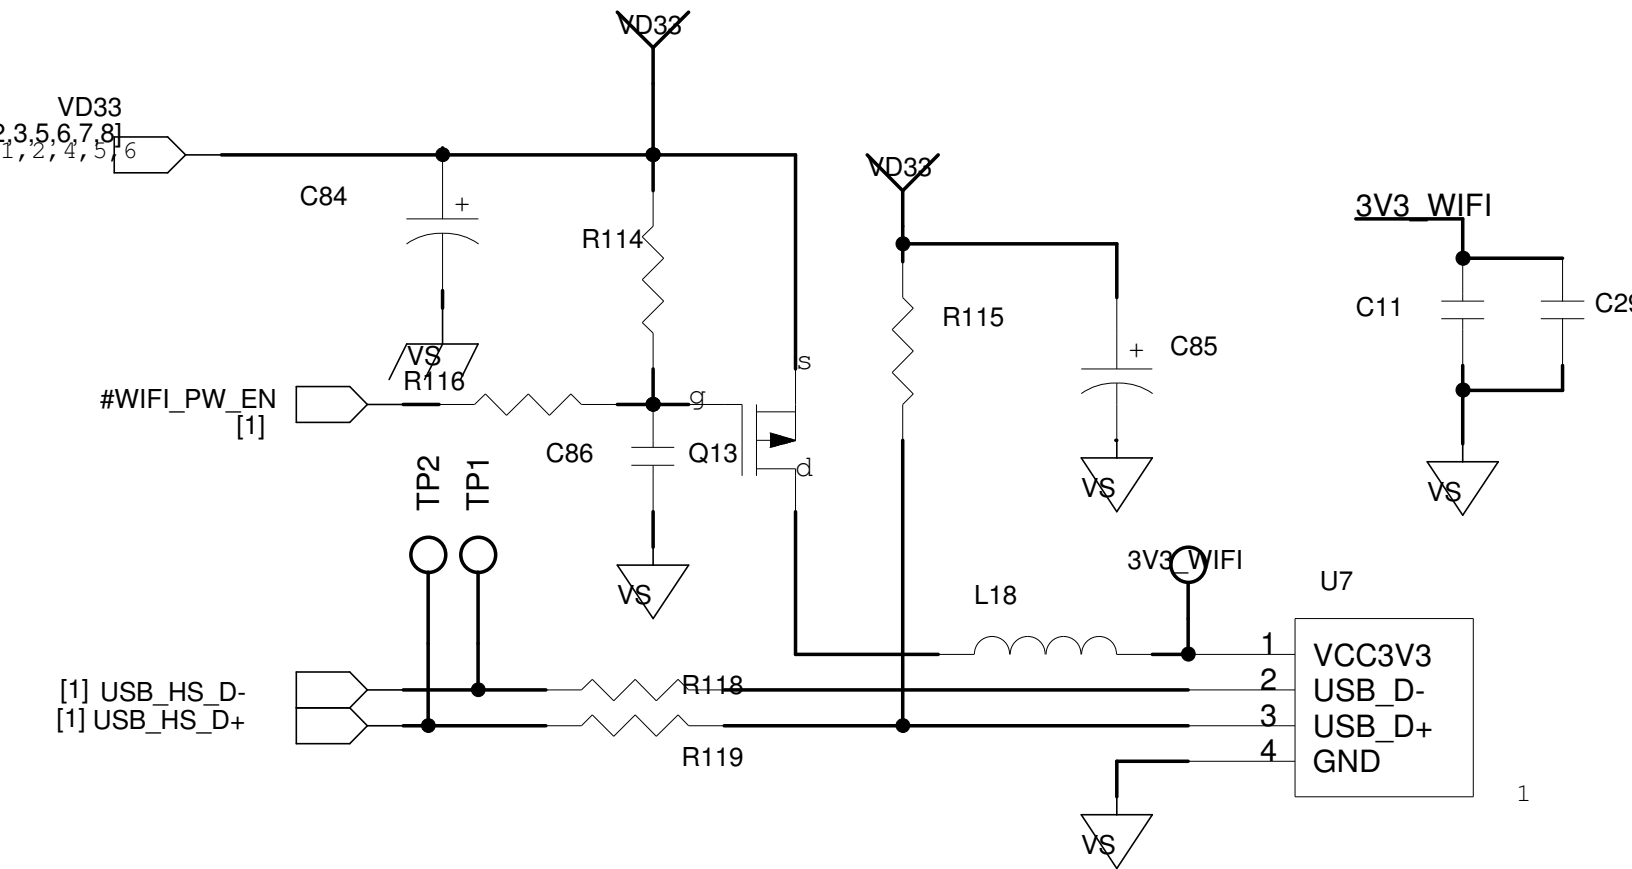 VD33
VD33
2,3,5,6,7,8]
1,2,4,5,6
C84
+
R114
VD33
3V3_WIFI
C11
C29
R115
+
C85
s
VS
R116
#WIFI_PW_EN
[1]
g
C86
Q13
d
TP2
TP1
VS
VS
VS
3V3_WIFI
U7
L18
1
VCC3V3
[1] USB_HS_D-
R118
2
USB_D-
[1] USB_HS_D+
3
USB_D+
R119
4
GND
1
VS